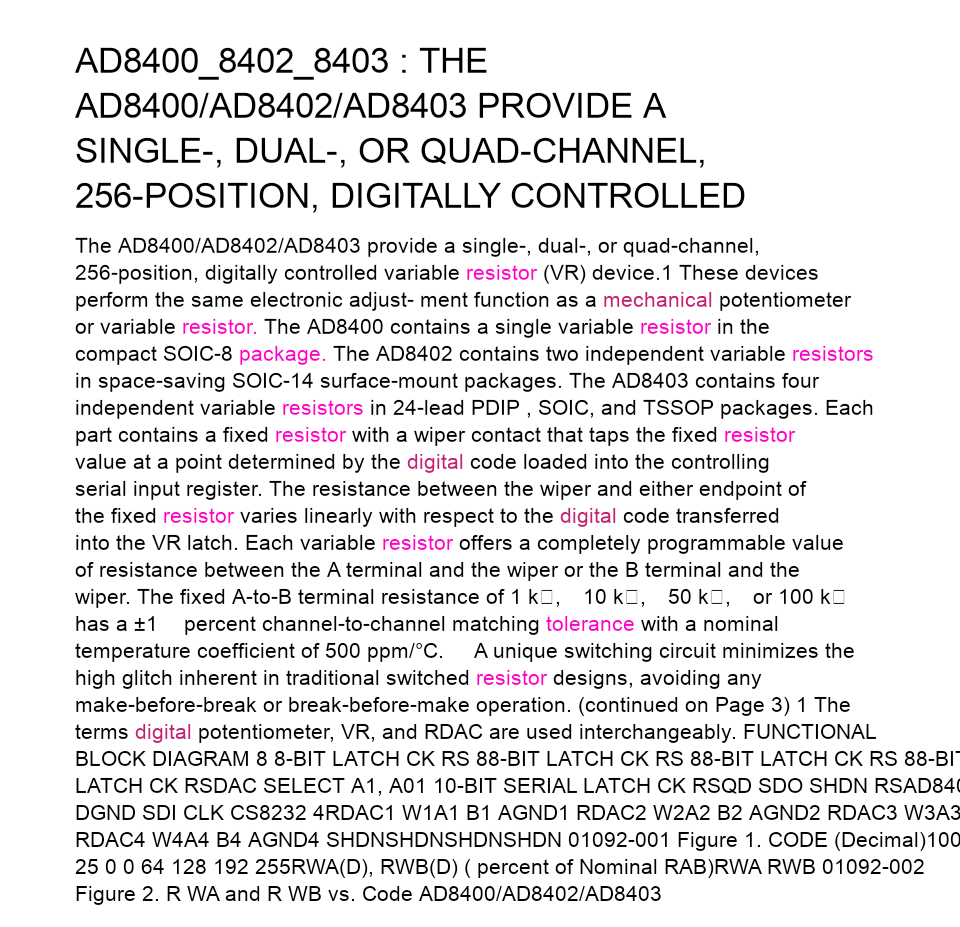 AD8400_8402_8403 : THE
AD8400/AD8402/AD8403 PROVIDE A
SINGLE-, DUAL-, OR QUAD-CHANNEL,
256-POSITION, DIGITALLY CONTROLLED
The AD8400/AD8402/AD8403 provide a single-, dual-, or quad-channel,
256-position, digitally controlled variable resistor (VR) device.1 These devices
perform the same electronic adjust- ment function as a mechanical potentiometer
or variable resistor. The AD8400 contains a single variable resistor in the
compact SOIC-8 package. The AD8402 contains two independent variable resistors
in space-saving SOIC-14 surface-mount packages. The AD8403 contains four
independent variable resistors in 24-lead PDIP , SOIC, and TSSOP packages. Each
part contains a fixed resistor with a wiper contact that taps the fixed resistor
value at a point determined by the digital code loaded into the controlling
serial input register. The resistance between the wiper and either endpoint of
the fixed resistor varies linearly with respect to the digital code transferred
into the VR latch. Each variable resistor offers a completely programmable value
of resistance between the A terminal and the wiper or the B terminal and the
wiper. The fixed A-to-B terminal resistance of 1 k□, 10 k□, 50 k□, or 100 k□
has a ±1 percent channel-to-channel matching tolerance with a nominal
temperature coefficient of 500 ppm/°C. A unique switching circuit minimizes the
high glitch inherent in traditional switched resistor designs, avoiding any
make-before-break or break-before-make operation. (continued on Page 3) 1 The
terms digital potentiometer, VR, and RDAC are used interchangeably. FUNCTIONAL
BLOCK DIAGRAM 8 8-BIT LATCH CK RS 88-BIT LATCH CK RS 88-BIT LATCH CK RS 88-BIT
LATCH CK RSDAC SELECT A1, A01 10-BIT SERIAL LATCH CK RSQD SDO SHDN RSAD840
DGND SDI CLK CS8232 4RDAC1 W1A1 B1 AGND1 RDAC2 W2A2 B2 AGND2 RDAC3 W3A3
RDAC4 W4A4 B4 AGND4 SHDNSHDNSHDNSHDN 01092-001 Figure 1. CODE (Decimal)100
25 0 0 64 128 192 255RWA(D), RWB(D) ( percent of Nominal RAB)RWA RWB 01092-002
Figure 2. R WA and R WB vs. Code AD8400/AD8402/AD8403